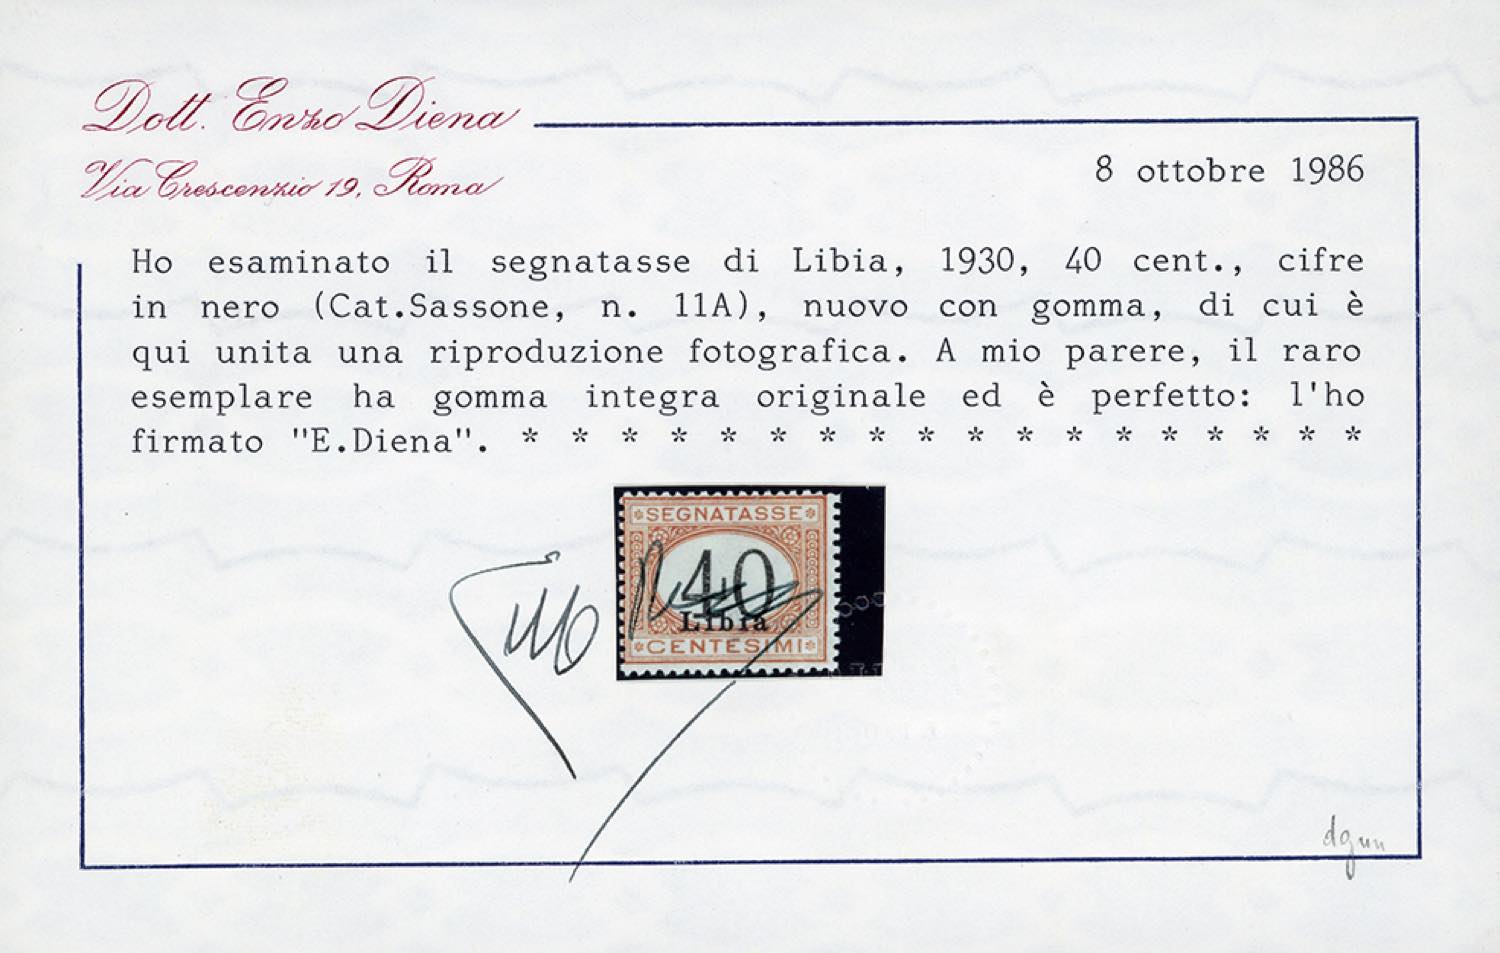 Dott. Enzo Diena
Via Crescenzio 19, Roma
8 ottobre 1986
Ho esaminato il segnatasse di Libia, 1930, 40 cent., cifre
in nero (Cat.Sassone, n. 11A), nuovo con gomma, di cui è
qui unita una riproduzione fotografica. A mio parere, il raro
esemplare ha gomma integra originale ed è perfetto: l'ho
firmato "E.Diena". * * * * * * * * * * * * * * * * * *
SEGNATASSE
40
Libia
CENTESIMI